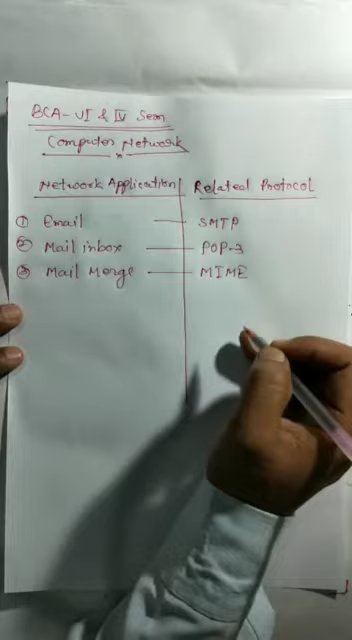 BCA-VI & IV Sem
Computer Network
Network Application Related Protocol
① Email — SMTP
② Mail inbox — POP-3
③ Mail Merge — MIME